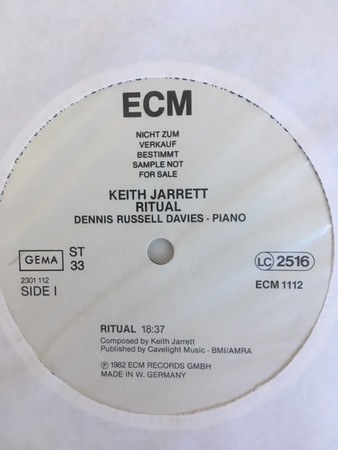 ECM
NICHT ZUM
VERKAUF
BESTIMMT
SAMPLE NOT
FOR SALE
KEITH JARRETT
RITUAL
DENNIS RUSSELL DAVIES - PIANO
GEMA
ST
33
2301 112
SIDE I
LC 2516
ECM 1112
RITUAL 18:37
Composed by Keith Jarrett
Published by Cavelight Music - BMI/AMRA
Ⓟ 1982 ECM RECORDS GMBH
MADE IN W. GERMANY